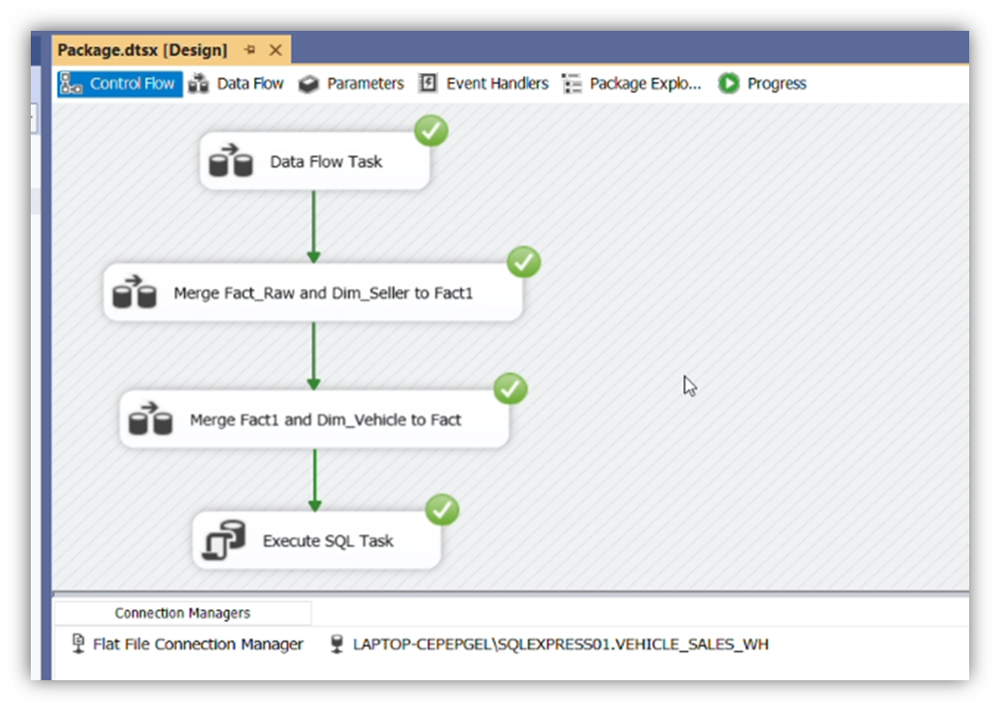 Package.dtsx [Design]
Control Flow Data Flow Parameters Event Handlers Package Explo... Progress
Data Flow Task
Merge Fact_Raw and Dim_Seller to Fact1
Merge Fact1 and Dim_Vehicle to Fact
Execute SQL Task
Connection Managers
Flat File Connection Manager LAPTOP-CEPEPGEL\SQLEXPRESS01.VEHICLE_SALES_WH